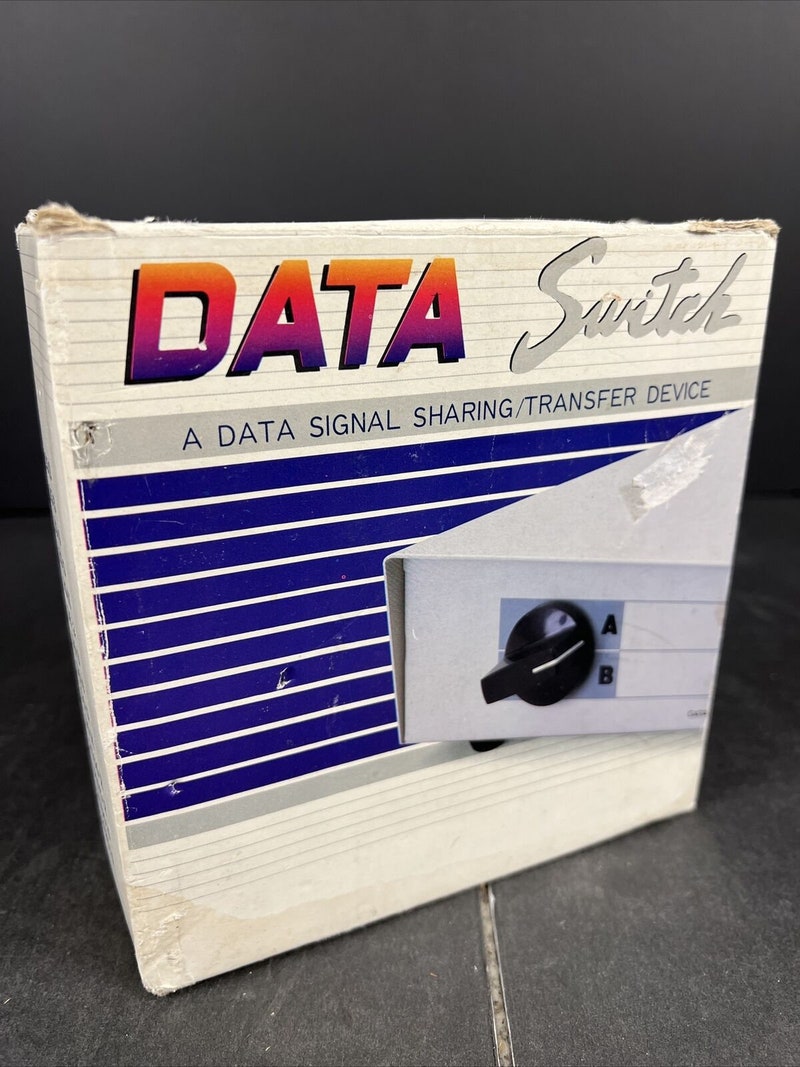 DATA Switch
A DATA SIGNAL SHARING/TRANSFER DEVICE
A
B